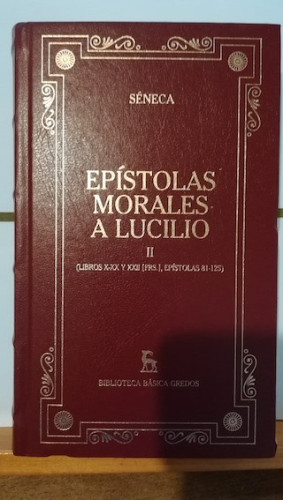 SÉNECA
EPÍSTOLAS
MORALES
A LUCILIO
II
(LIBROS X-XX Y XXII [FRS.], EPÍSTOLAS 81-125)
BIBLIOTECA BÁSICA GREDOS